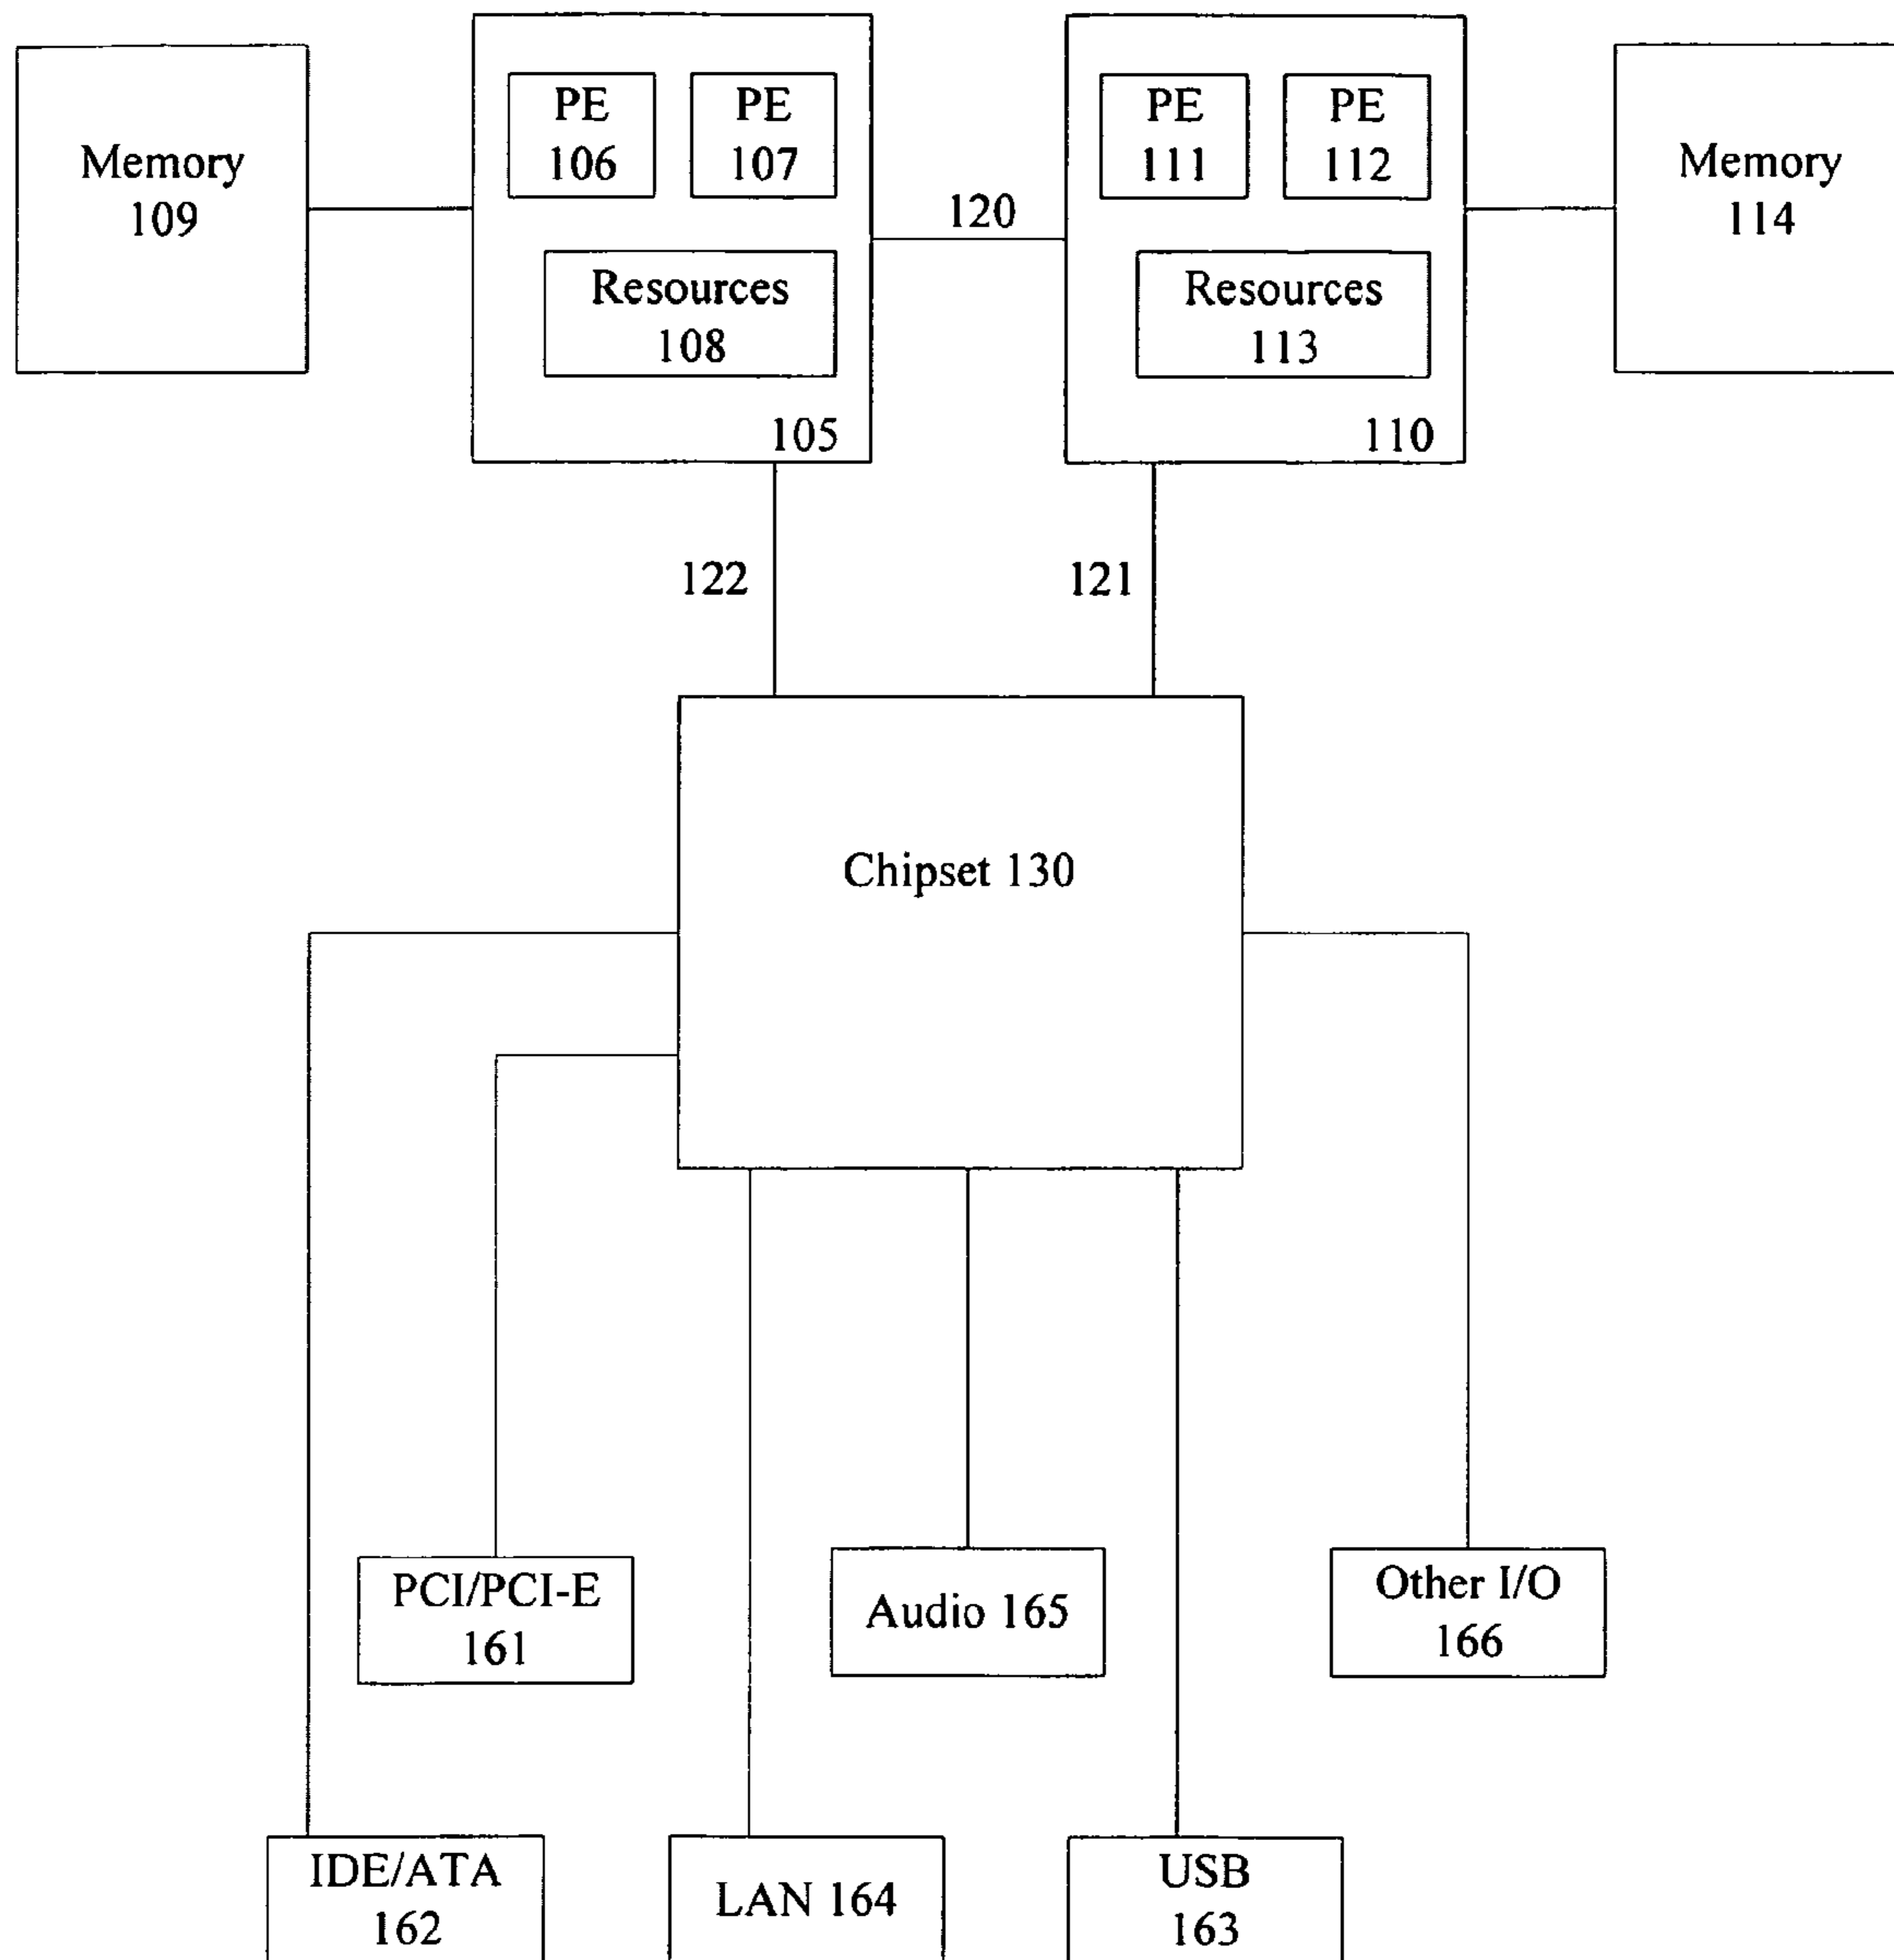 Memory
109
PE
106
PE
107
Resources
108
105
120
PE
111
PE
112
Resources
113
110
Memory
114
122
121
Chipset 130
PCI/PCI-E
161
Audio 165
Other I/O
166
IDE/ATA
162
LAN 164
USB
163